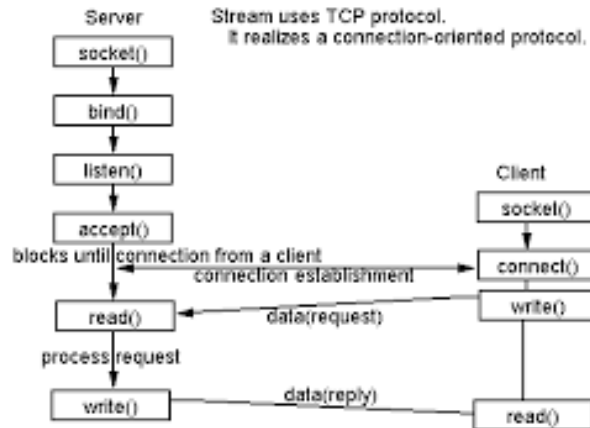 Server
Stream uses TCP protocol.
It realizes a connection-oriented protocol.
socket()
bind()
listen()
Client
accept()
socket()
blocks until connection from a client
connection establishment
connect()
read()
data(request)
write()
process request
write()
data(reply)
read()